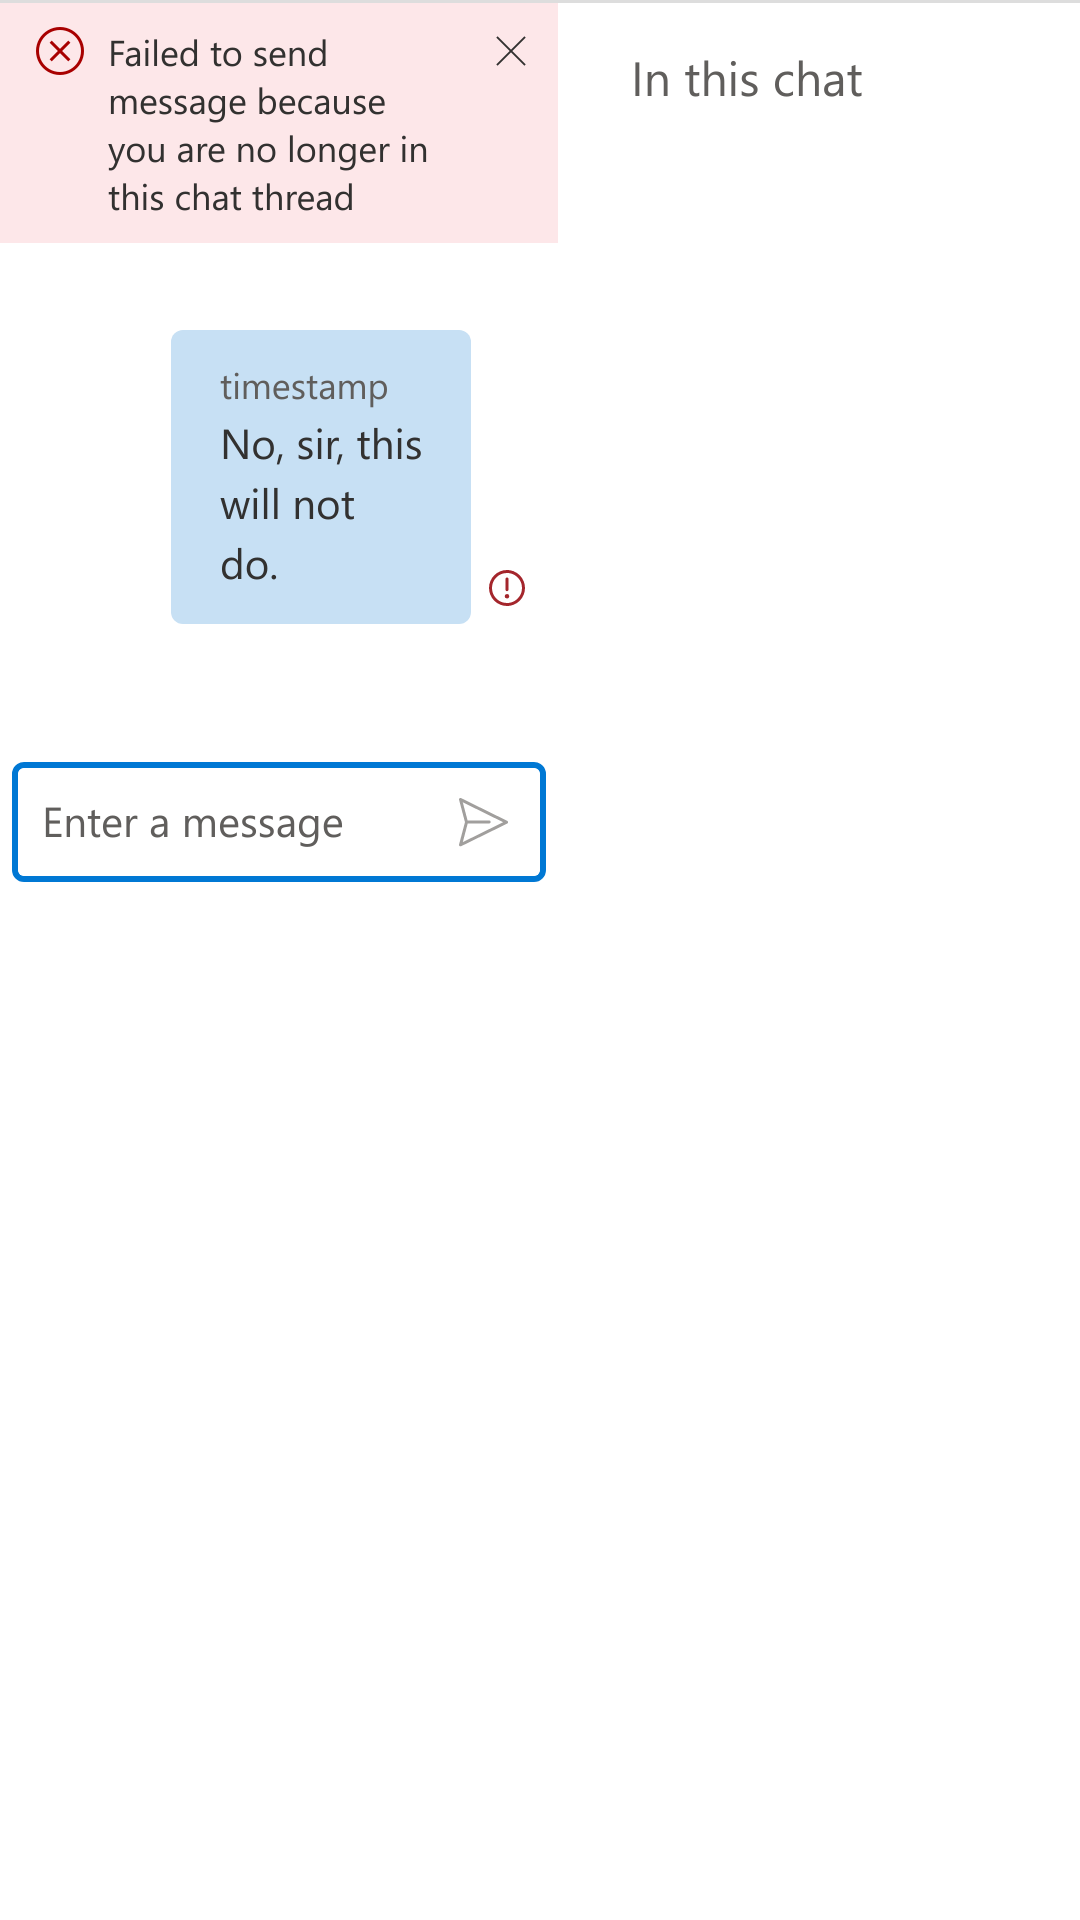 Failed to send
message because
you are no longer in
this chat thread
In this chat
timestamp
No, sir, this
will not
do.
Enter a message